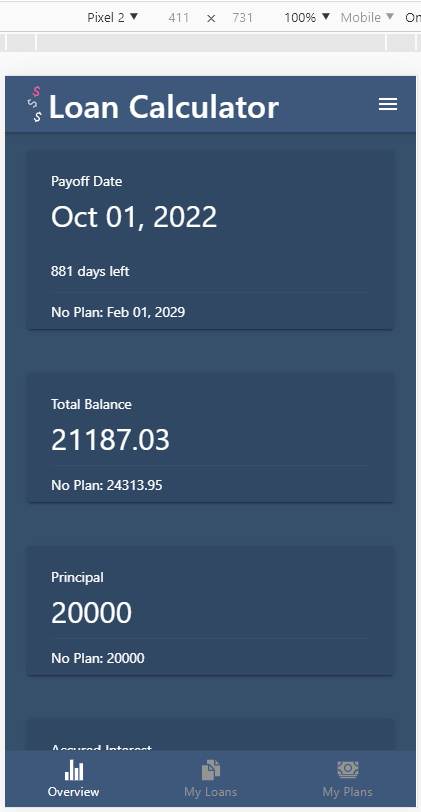 Pixel 2 ▼ 411 × 731 100% ▼ Mobile ▼ On
$ S $ Loan Calculator
Payoff Date
Oct 01, 2022
881 days left
No Plan: Feb 01, 2029
Total Balance
21187.03
No Plan: 24313.95
Principal
20000
No Plan: 20000
Accured Interest
Overview My Loans My Plans